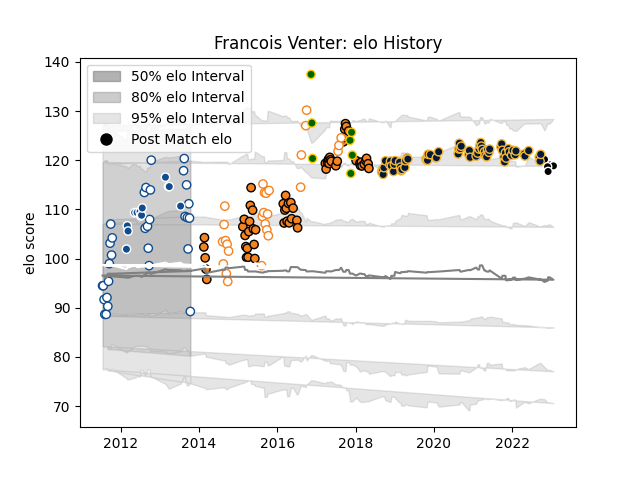 Francois Venter: elo History
50% elo Interval
80% elo Interval
95% elo Interval
Post Match elo
elo score
140
130
120
110
100
90
80
70
2012 2014 2016 2018 2020 2022